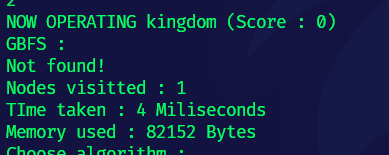 2
NOW OPERATING kingdom (Score : 0)
GBFS :
Not found!
Nodes visitted : 1
TIme taken : 4 Miliseconds
Memory used : 82152 Bytes
Choose algorithm :